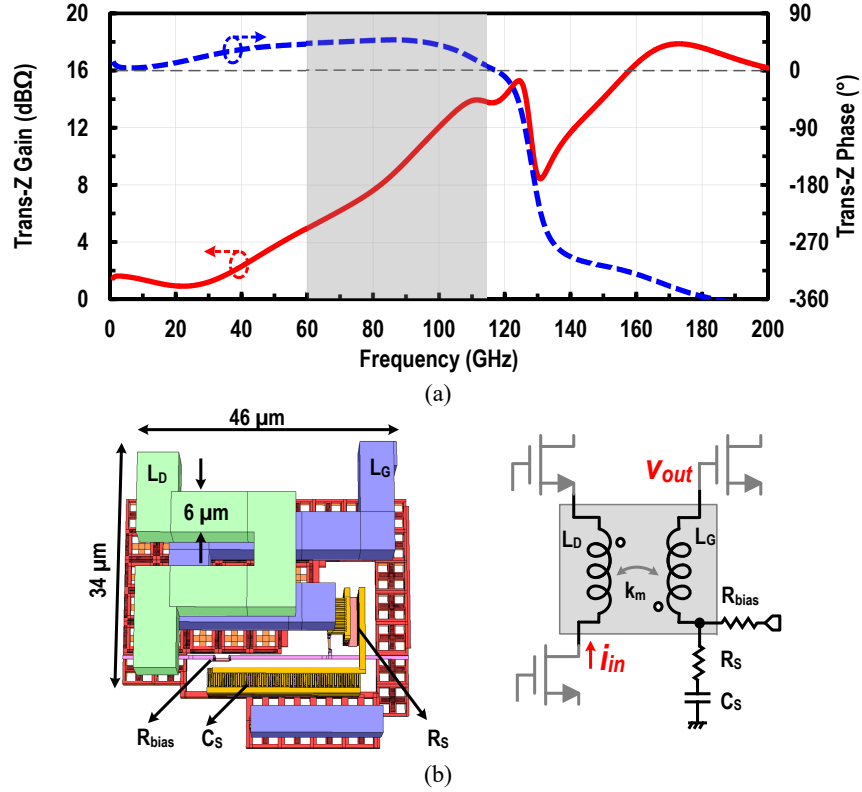 20
16
12
8
4
0
Trans-Z Gain (dBΩ)
90
0
-90
-180
-270
-360
Trans-Z Phase (°)
0 20 40 60 80 100 120 140 160 180 200
Frequency (GHz)
(a)
46 μm
34 μm
6 μm
LD
LG
Rbias
CS
RS
vout
LD
LG
km
Rbias
iin
RS
CS
(b)